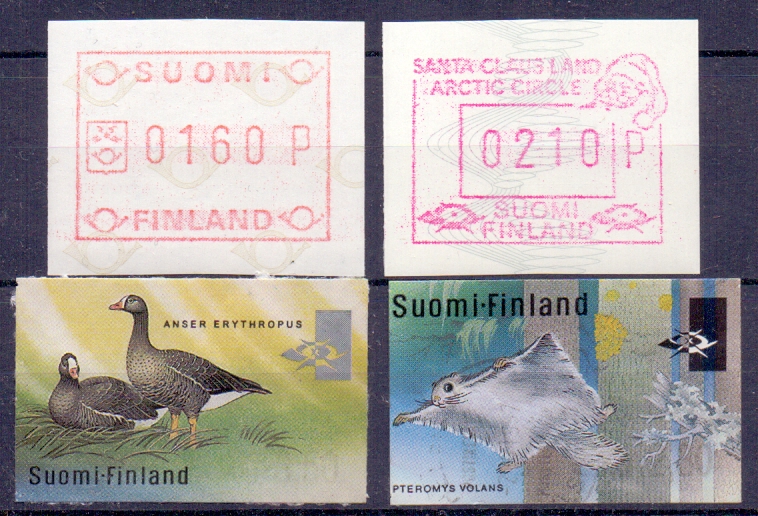 SUOMI
0160 P
FINLAND
SANTA CLAUS LAND
ARCTIC CIRCLE
0210 P
SUOMI
FINLAND
ANSER ERYTHROPUS
Suomi·Finland
Suomi·Finland
PTEROMYS VOLANS